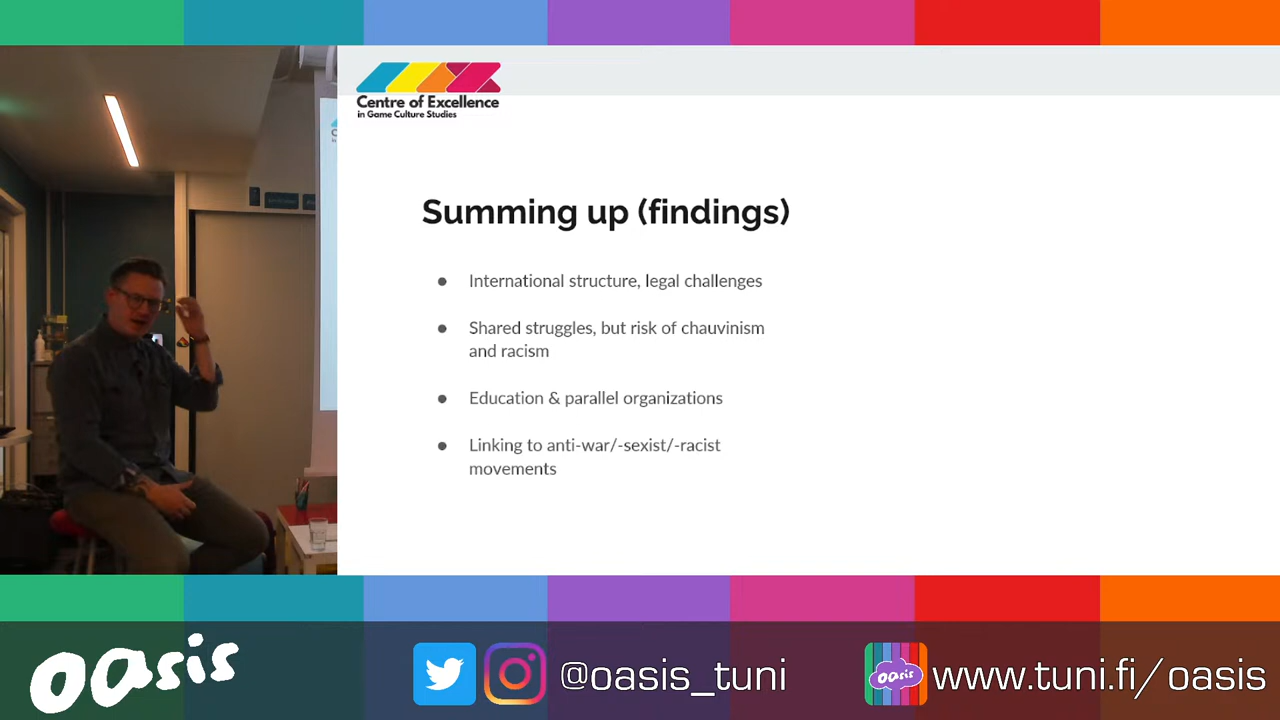 Centre of Excellence
in Game Culture Studies
Summing up (findings)
● International structure, legal challenges
● Shared struggles, but risk of chauvinism
and racism
● Education & parallel organizations
● Linking to anti-war/-sexist/-racist
movements
oasis
@oasis_tuni
oasis
www.tuni.fi/oasis